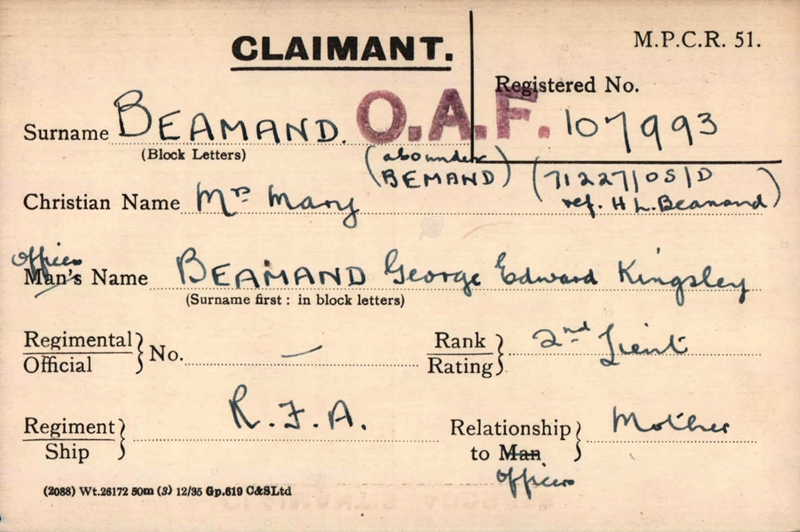 CLAIMANT.
M.P.C.R. 51.
Registered No.
Surname BEAMAND. O.A.F. 107993
(Block Letters)
(also under BEMAND)
(71227/OS/D
ref. H L. Beamand)
Christian Name Mrs Mary
Officer
Man's Name BEAMAND George Edward Kingsley
(Surname first: in block letters)
Regimental
Official } No. —
Rank
Rating } 2nd Lieut
Regiment
Ship } R.F.A.
Relationship
to Man } Mother
Officer
(2088) Wt.26172 50m (3) 12/35 Gp.619 C&SLtd